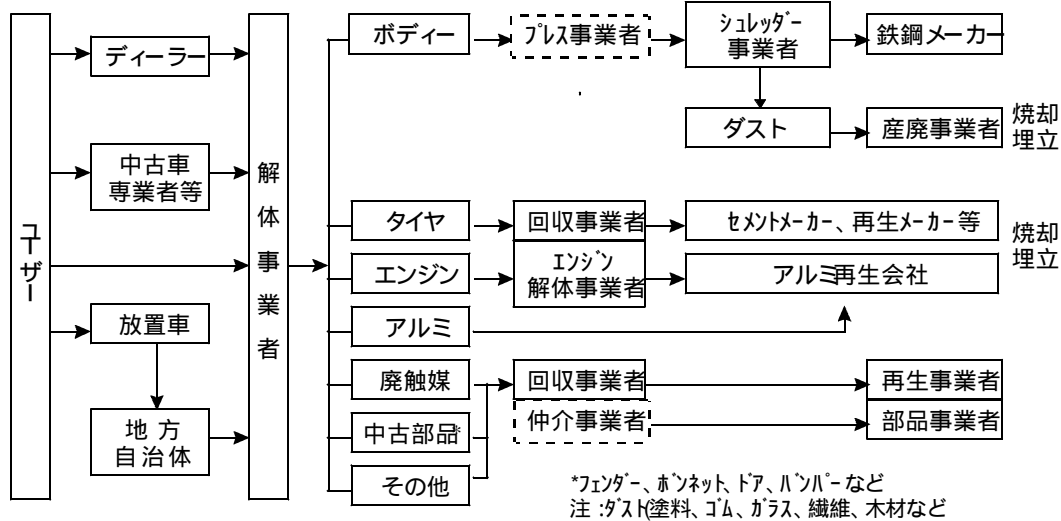 ユーザー
ディーラー
中古車
専業者等
放置車
地方
自治体
解体事業者
ボディー
プレス事業者
シュレッダー
事業者
鉄鋼メーカー
ダスト
産廃事業者
焼却
埋立
タイヤ
回収事業者
セメントメーカー、再生メーカー等
焼却
埋立
エンジン
エンジン
解体事業者
アルミ再生会社
アルミ
廃触媒
回収事業者
再生事業者
中古部品*
仲介事業者
部品事業者
その他
*フェンダー、ボンネット、ドア、バンパーなど
注:ダスト(塗料、ゴム、ガラス、繊維、木材など